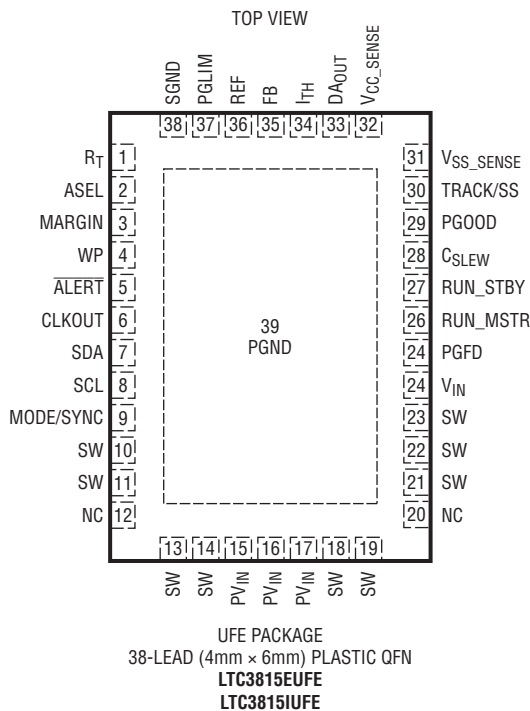 TOP VIEW
SGND
PGLIM
REF
FB
ITH
DAOUT
VCC_SENSE
38 37 36 35 34 33 32
RT 1
ASEL 2
MARGIN 3
WP 4
ALERT 5
CLKOUT 6
SDA 7
SCL 8
MODE/SYNC 9
SW 10
SW 11
NC 12
39
PGND
31 VSS_SENSE
30 TRACK/SS
29 PGOOD
28 CSLEW
27 RUN_STBY
26 RUN_MSTR
24 PGFD
24 VIN
23 SW
22 SW
21 SW
20 NC
13 14 15 16 17 18 19
SW
SW
PVIN
PVIN
PVIN
SW
SW
UFE PACKAGE
38-LEAD (4mm × 6mm) PLASTIC QFN
LTC3815EUFE
LTC3815IUFE